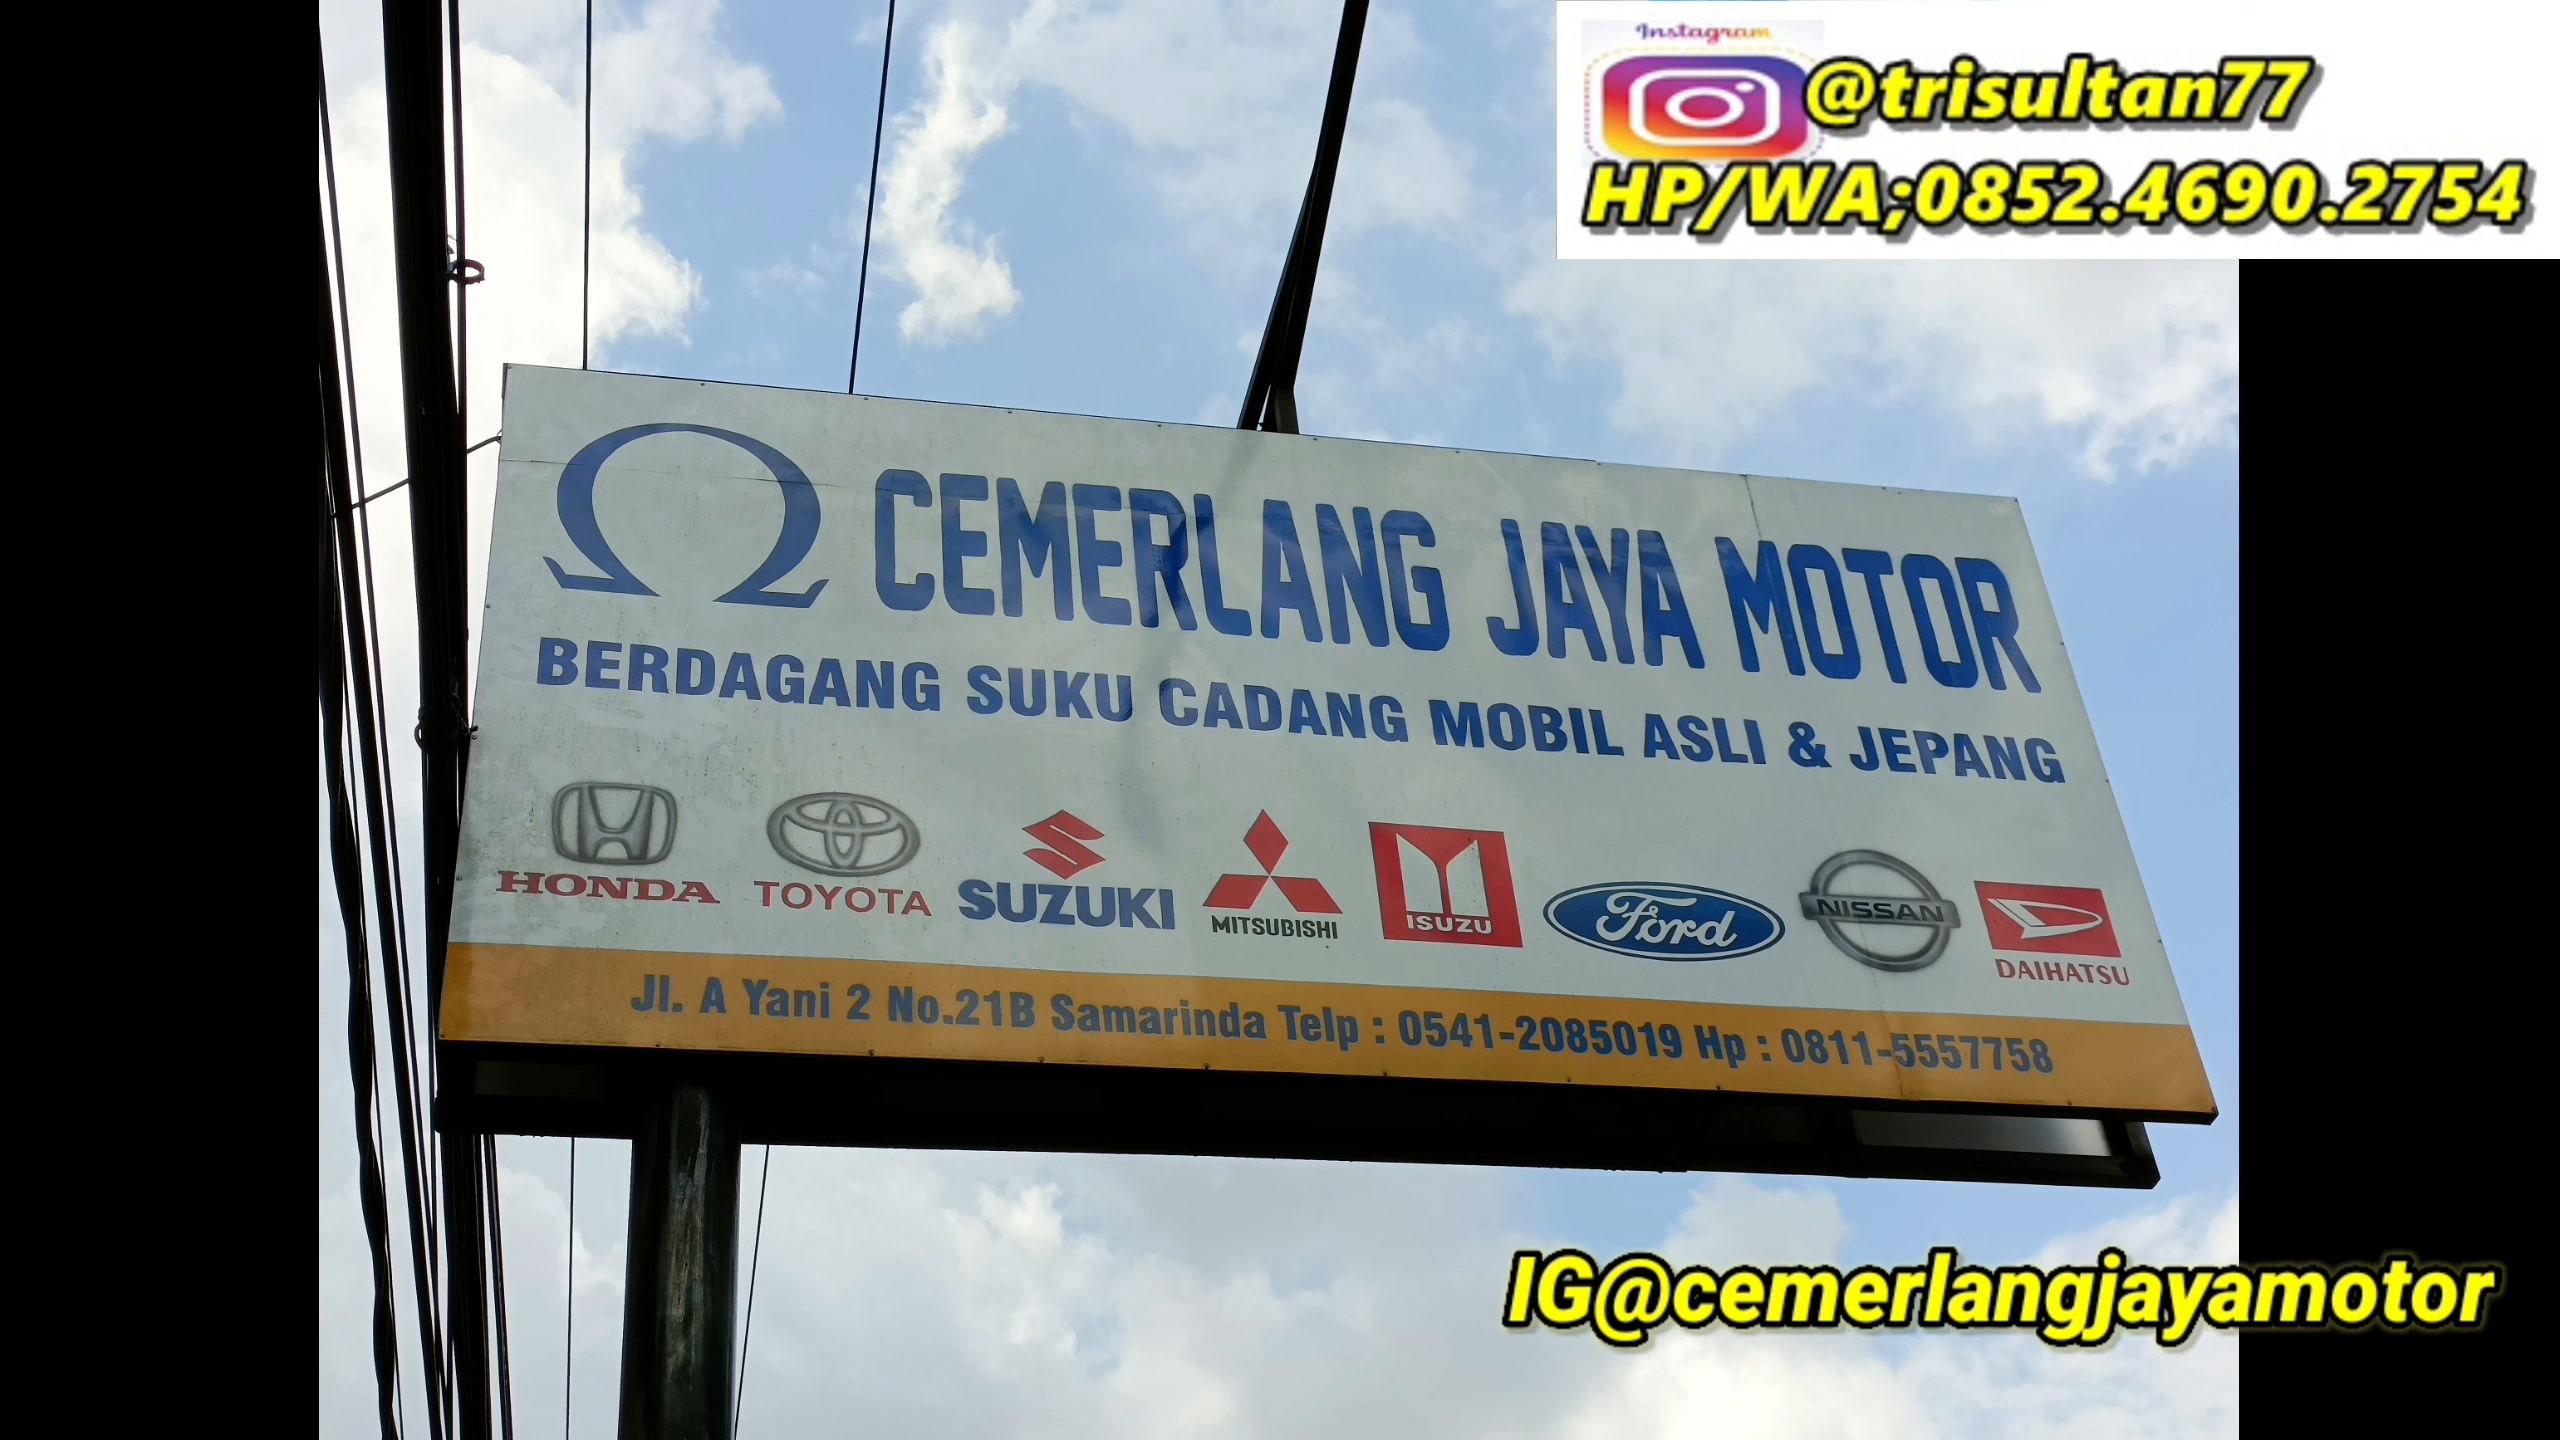 Instagram
@trisultan77
HP/WA;0852.4690.2754
Ω CEMERLANG JAYA MOTOR
BERDAGANG SUKU CADANG MOBIL ASLI & JEPANG
HONDA TOYOTA SUZUKI MITSUBISHI ISUZU Ford NISSAN DAIHATSU
Jl. A Yani 2 No.21B Samarinda Telp : 0541-2085019 Hp : 0811-5557758
IG@cemerlangjayamotor